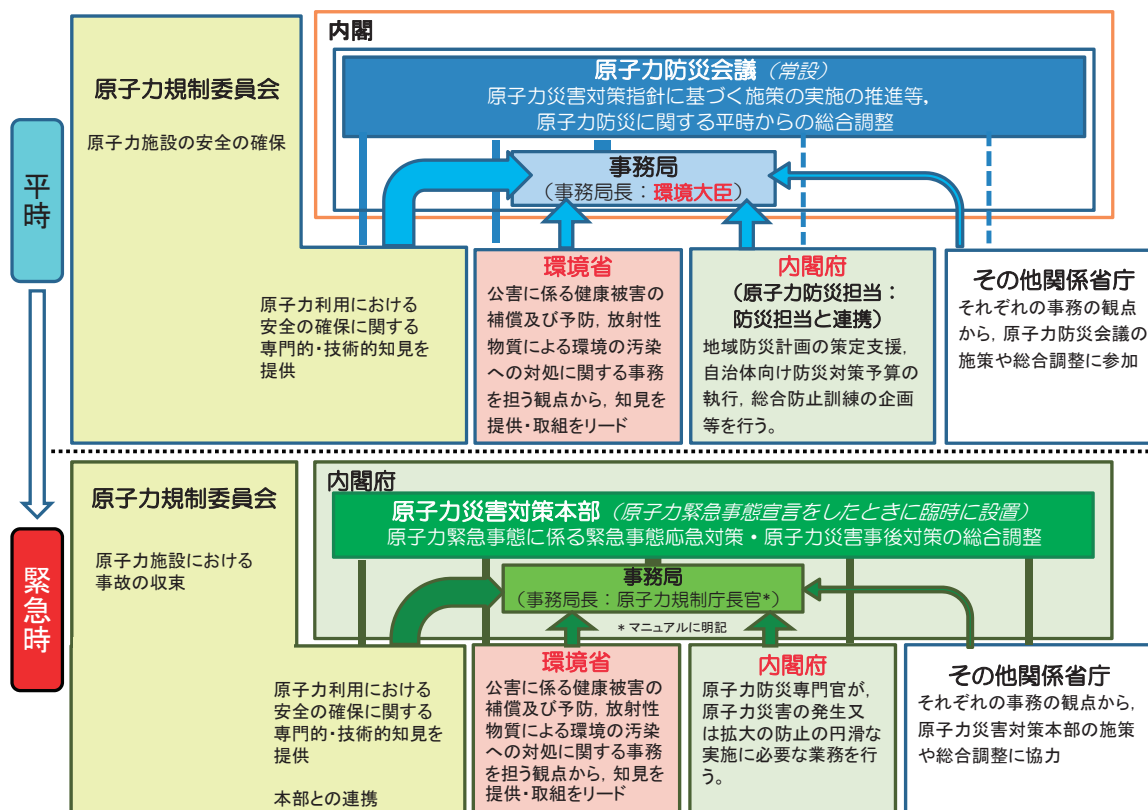 内閣
原子力防災会議（常設）
原子力災害対策指針に基づく施策の実施の推進等,
原子力防災に関する平時からの総合調整
原子力規制委員会
原子力施設の安全の確保
平時
事務局
（事務局長：環境大臣）
原子力利用における
安全の確保に関する
専門的・技術的知見を
提供
環境省
公害に係る健康被害の
補償及び予防, 放射性
物質による環境の汚染
への対処に関する事務
を担う観点から, 知見を
提供・取組をリード
内閣府
（原子力防災担当：
防災担当と連携）
地域防災計画の策定支援,
自治体向け防災対策予算の
執行, 総合防止訓練の企画
等を行う。
その他関係省庁
それぞれの事務の観点
から, 原子力防災会議の
施策や総合調整に参加
内閣府
原子力災害対策本部（原子力緊急事態宣言をしたときに臨時に設置）
原子力緊急事態に係る緊急事態応急対策・原子力災害事後対策の総合調整
原子力規制委員会
原子力施設における
事故の収束
緊急時
事務局
（事務局長：原子力規制庁長官*）
* マニュアルに明記
原子力利用における
安全の確保に関する
専門的・技術的知見を
提供
本部との連携
環境省
公害に係る健康被害の
補償及び予防, 放射性
物質による環境の汚染
への対処に関する事務
を担う観点から, 知見を
提供・取組をリード
内閣府
原子力防災専門官が,
原子力災害の発生又
は拡大の防止の円滑な
実施に必要な業務を行
う。
その他関係省庁
それぞれの事務の観点から,
原子力災害対策本部の施策
や総合調整に協力